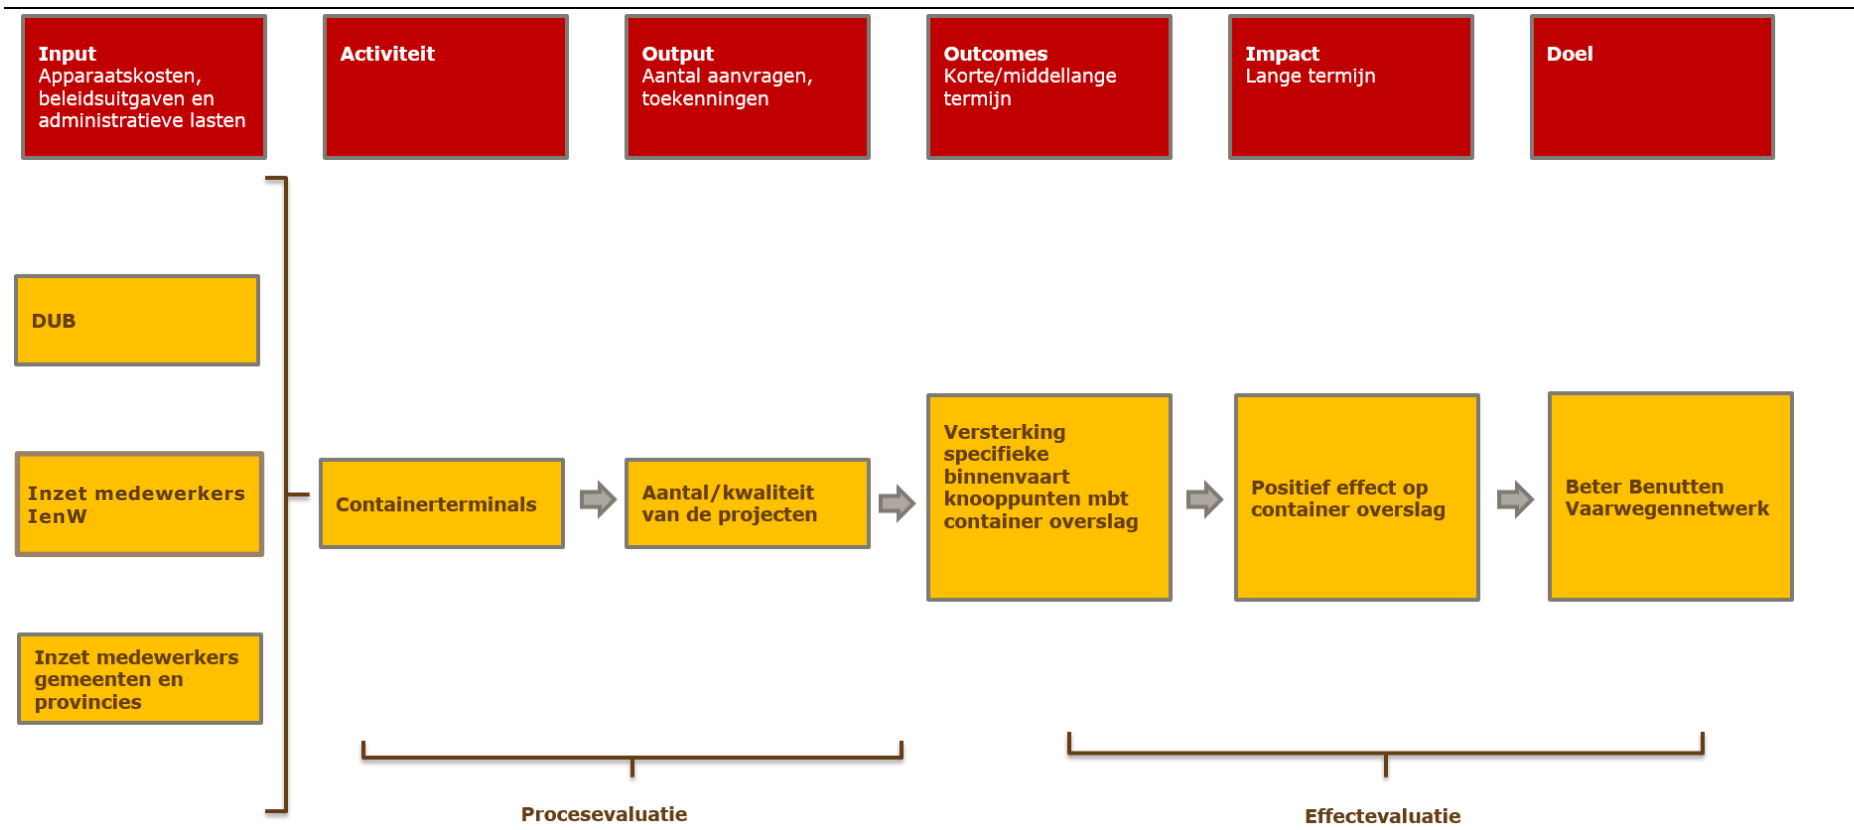 Input
Apparaatskosten,
beleidsuitgaven en
administratieve lasten
Activiteit
Output
Aantal aanvragen,
toekenningen
Outcomes
Korte/middellange
termijn
Impact
Lange termijn
Doel
DUB
Inzet medewerkers
IenW
Inzet medewerkers
gemeenten en
provincies
Containerterminals
Aantal/kwaliteit
van de projecten
Versterking
specifieke
binnenvaart
knooppunten mbt
container overslag
Positief effect op
container overslag
Beter Benutten
Vaarwegennetwerk
Procesevaluatie
Effectevaluatie